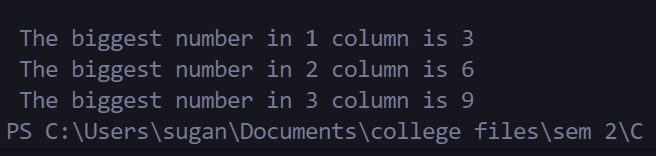 The biggest number in 1 column is 3
The biggest number in 2 column is 6
The biggest number in 3 column is 9
PS C:\Users\sugan\Documents\college files\sem 2\C